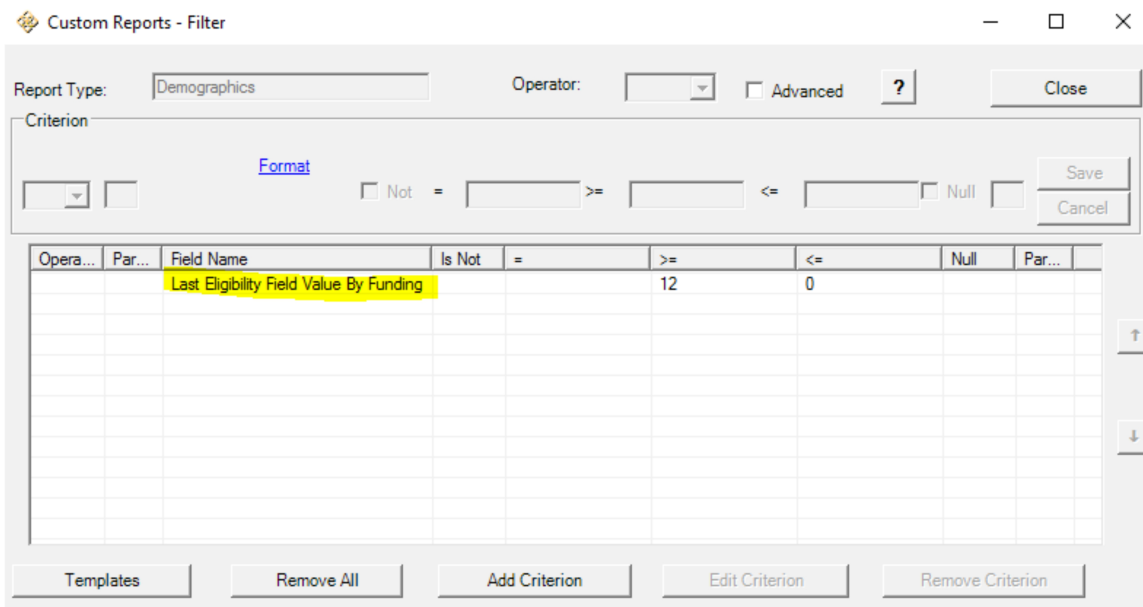 Custom Reports - Filter
Report Type: Demographics Operator: Advanced ? Close
Criterion
Format
Not = >= <= Null Save
Cancel
Opera... Par... Field Name Is Not = >= <= Null Par...
Last Eligibility Field Value By Funding 12 0
Templates Remove All Add Criterion Edit Criterion Remove Criterion